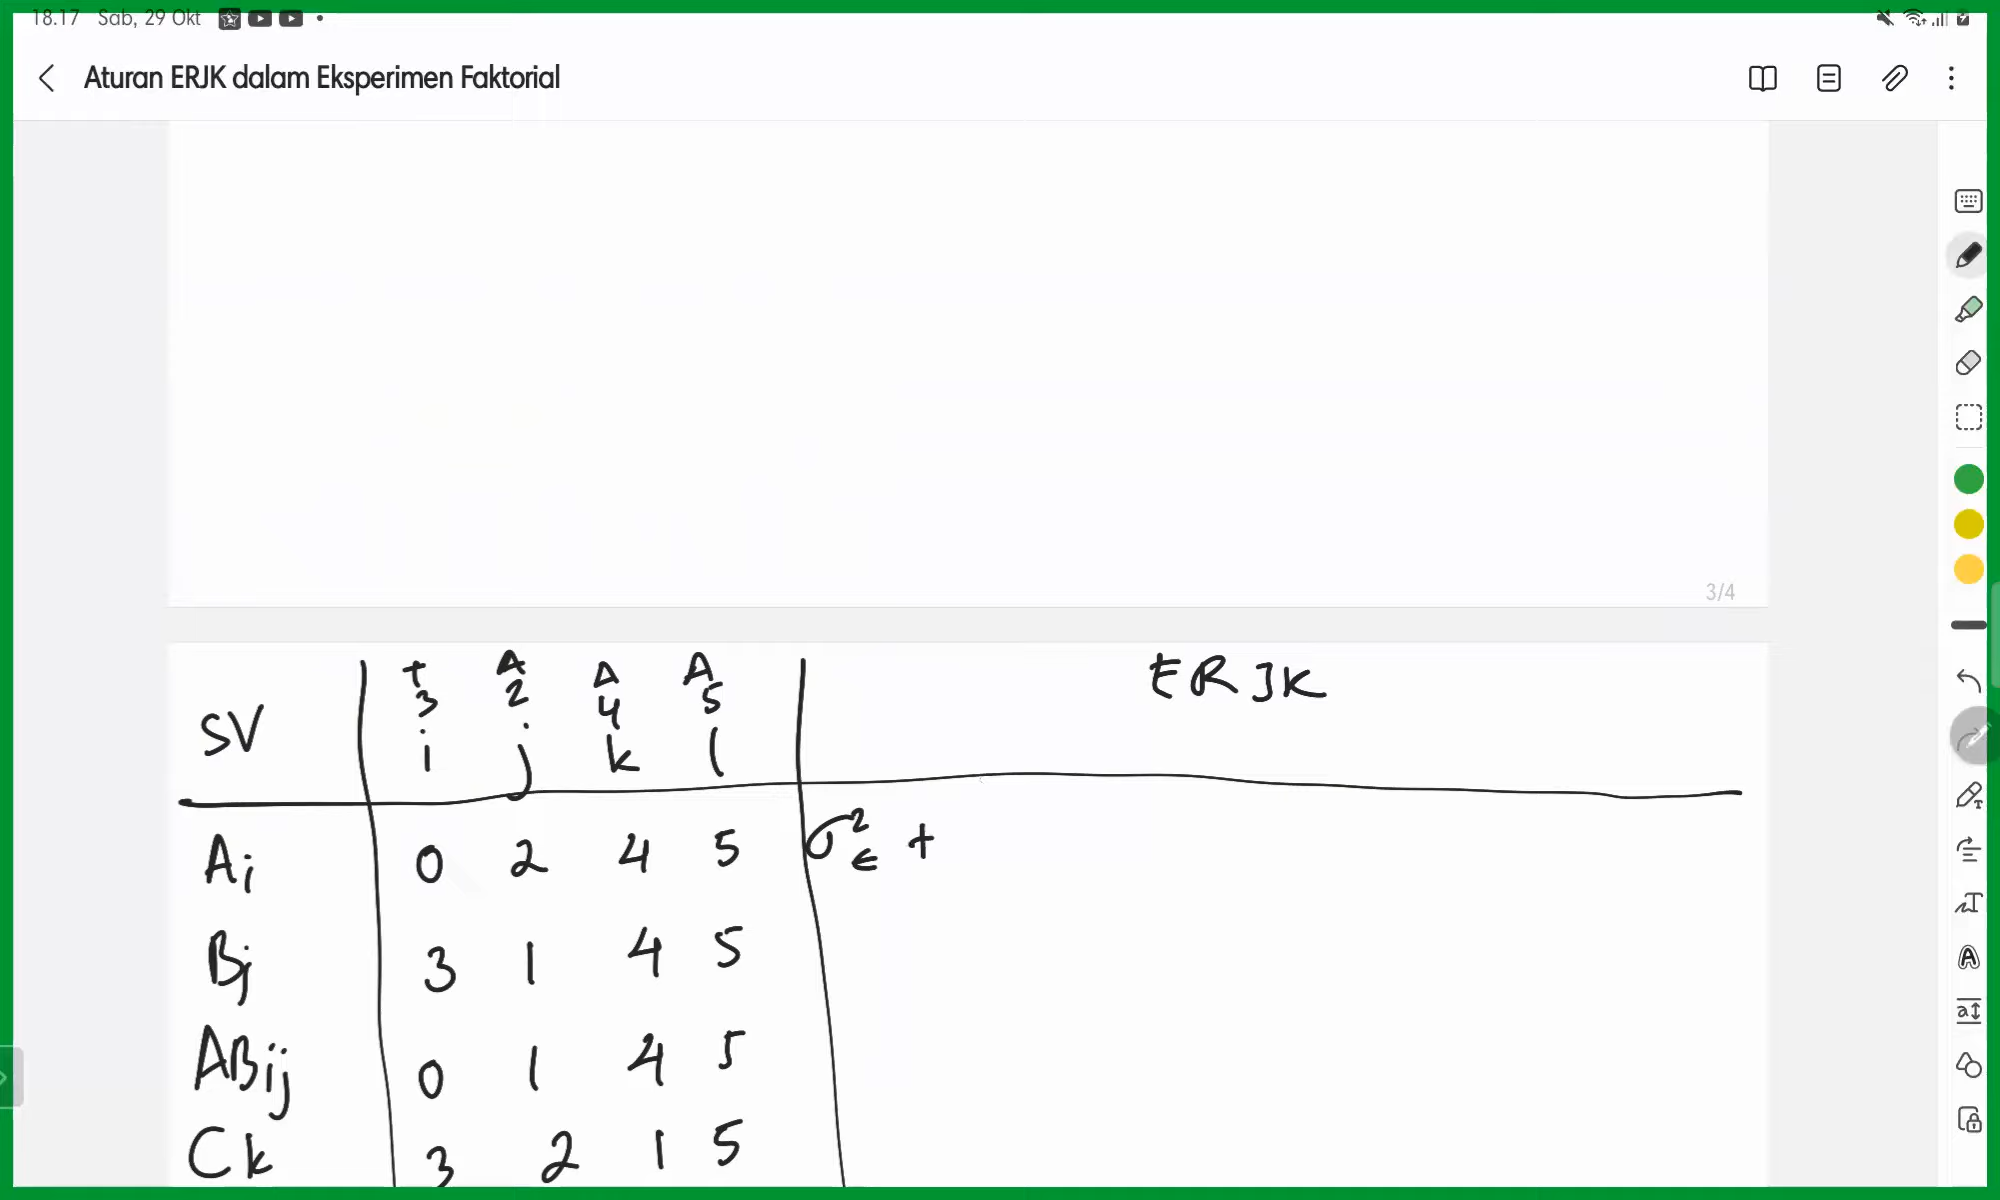 18.17 Sab, 29 Okt
Aturan ERJK dalam Eksperimen Faktorial
3/4
T A A A
3 2 4 5
SV i j k l ERJK
Ai 0 2 4 5 σ²ε +
Bj 3 1 4 5
ABij 0 1 4 5
Ck 3 2 1 5